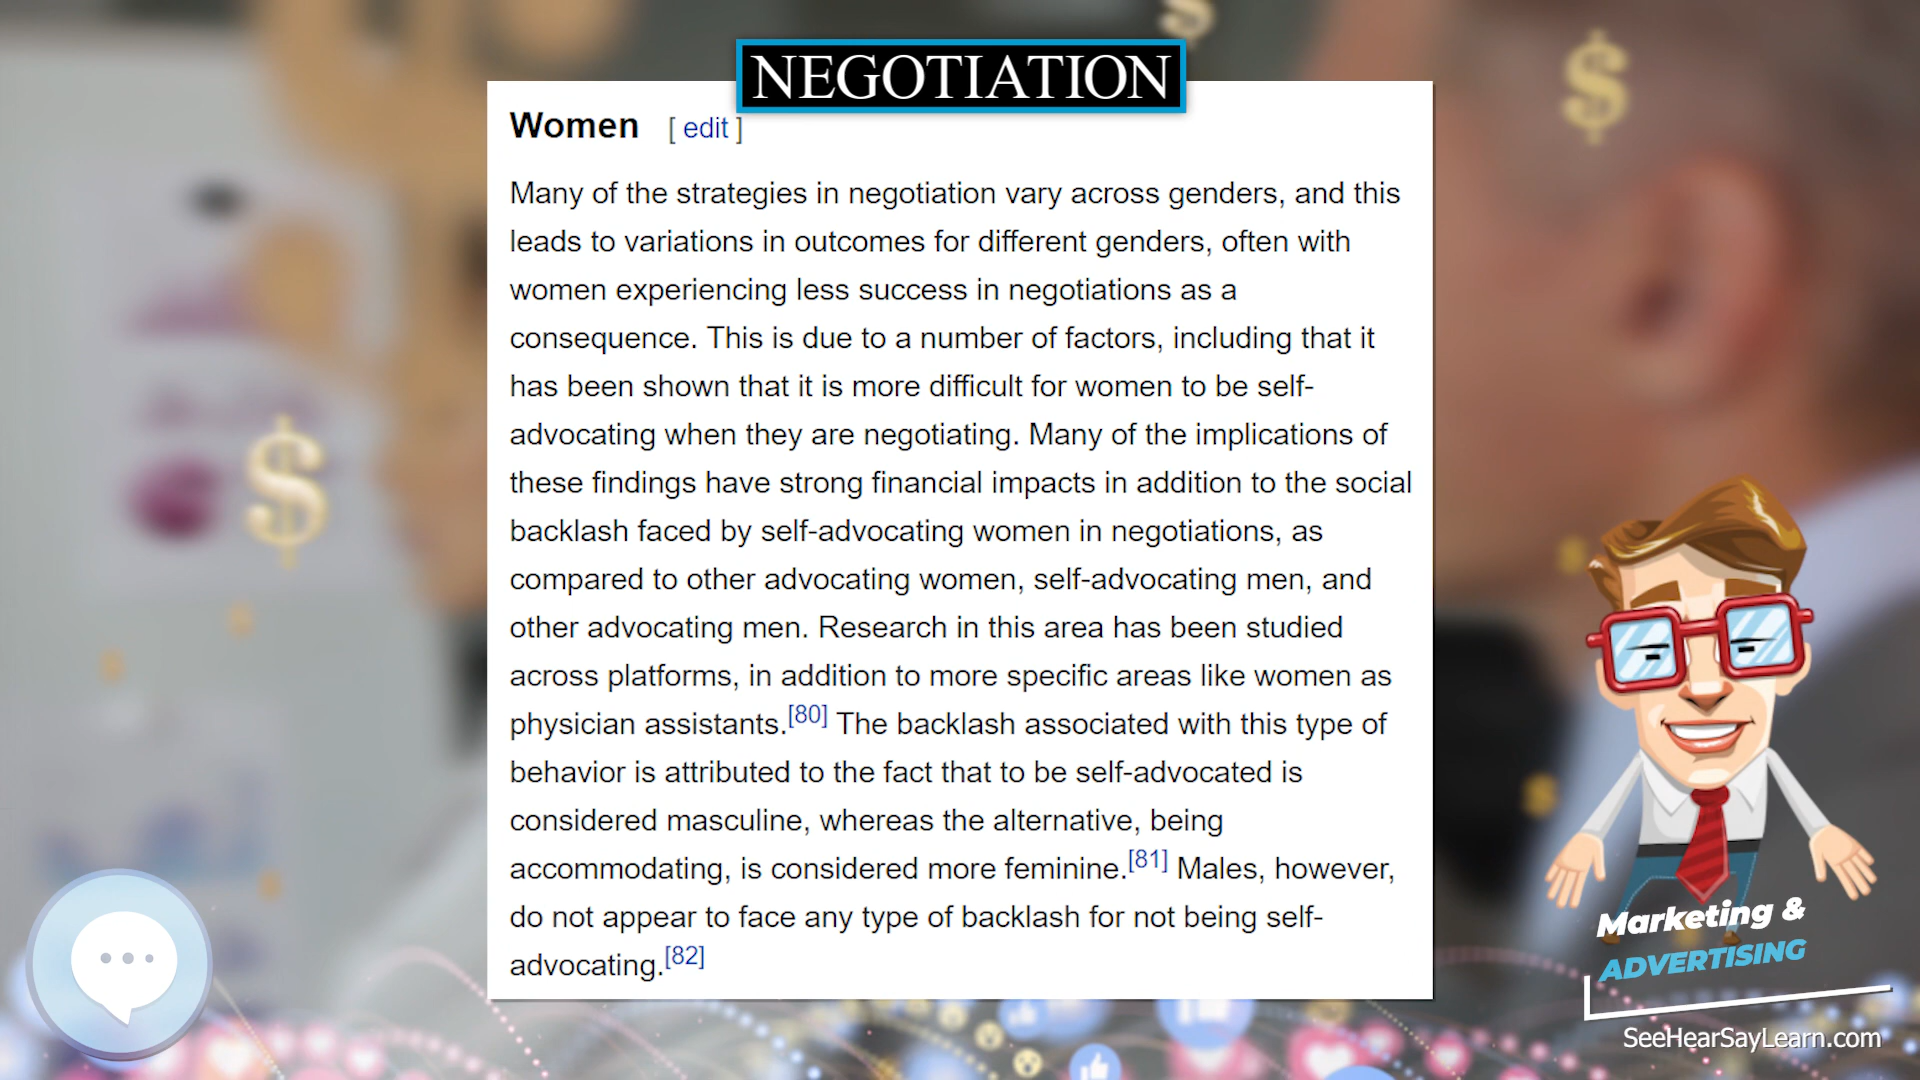 NEGOTIATION
Women [ edit ]
Many of the strategies in negotiation vary across genders, and this
leads to variations in outcomes for different genders, often with
women experiencing less success in negotiations as a
consequence. This is due to a number of factors, including that it
has been shown that it is more difficult for women to be self-
advocating when they are negotiating. Many of the implications of
these findings have strong financial impacts in addition to the social
backlash faced by self-advocating women in negotiations, as
compared to other advocating women, self-advocating men, and
other advocating men. Research in this area has been studied
across platforms, in addition to more specific areas like women as
physician assistants.[80] The backlash associated with this type of
behavior is attributed to the fact that to be self-advocated is
considered masculine, whereas the alternative, being
accommodating, is considered more feminine.[81] Males, however,
do not appear to face any type of backlash for not being self-
advocating.[82]
Marketing &
ADVERTISING
SeeHearSayLearn.com